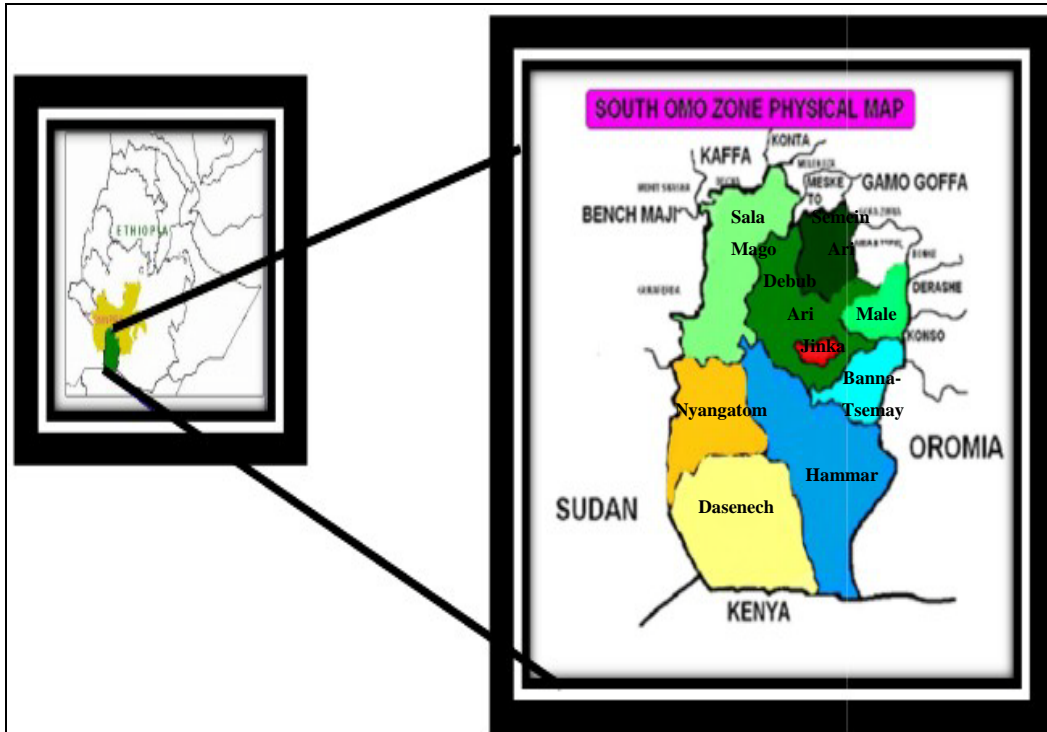 ETHIOPIA
SOUTH OMO ZONE PHYSICAL MAP
KONTA
KAFFA
MESKE
TO
GAMO GOFFA
BENCH MAJI
Sala
Semein
Mago
Ari
Debub
DERASHE
Ari
Male
KONSO
Jinka
Banna-
Nyangatom
Tsemay
OROMIA
Hammar
SUDAN
Dasenech
KENYA